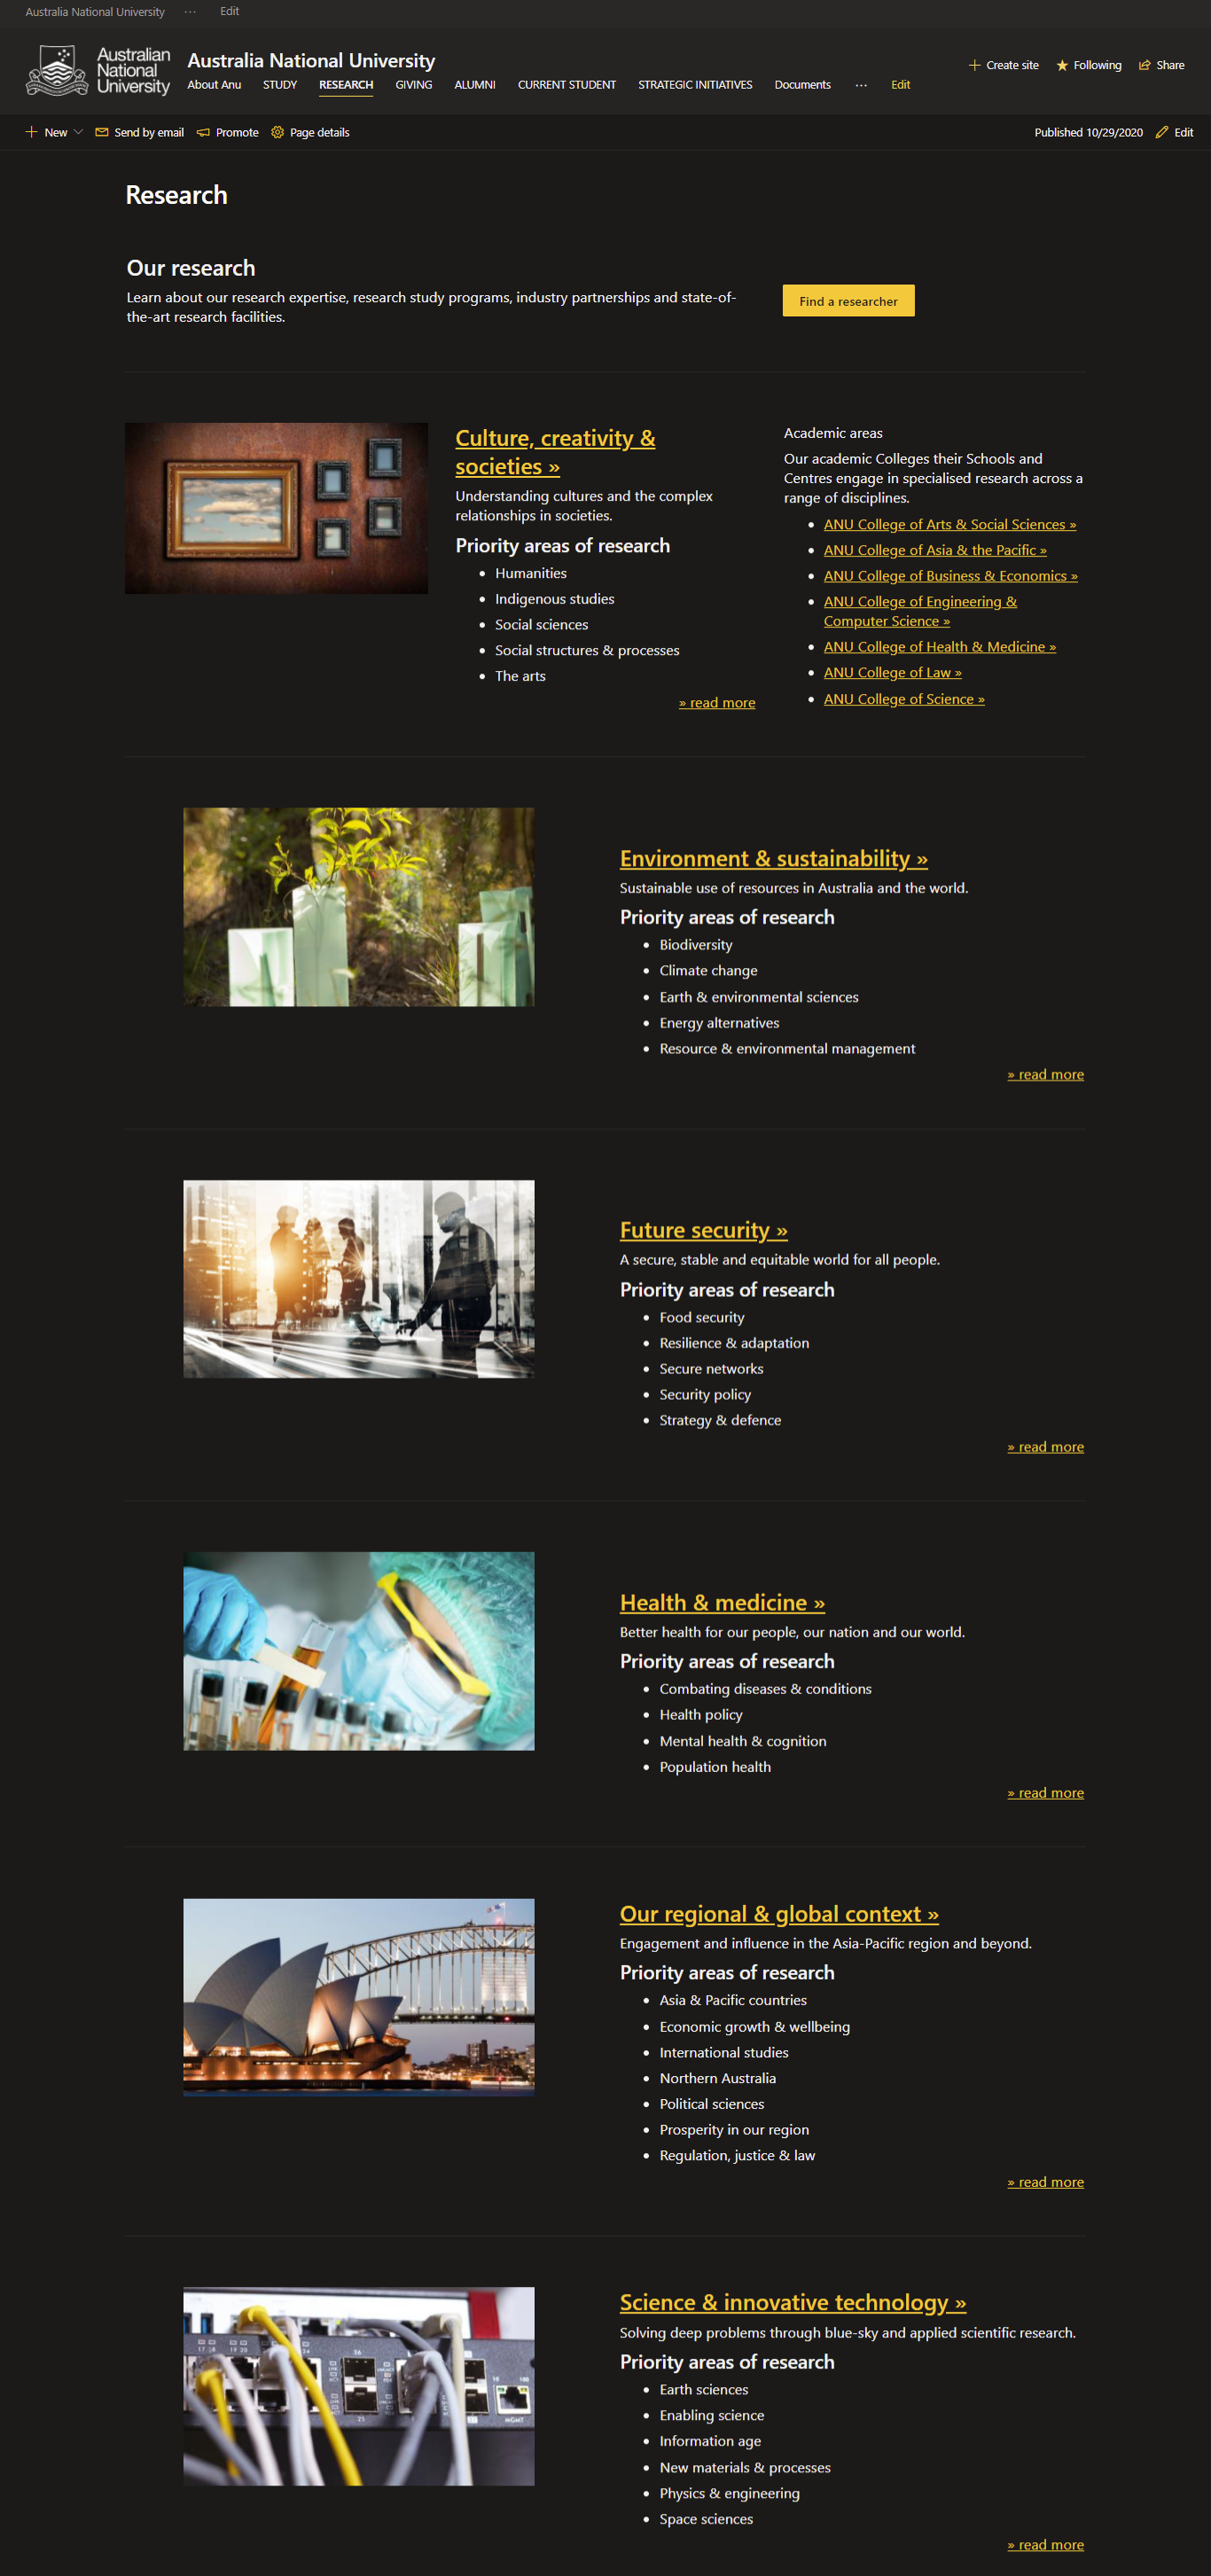 Australia National University ... Edit
Australian
National
University
Australia National University
About Anu STUDY RESEARCH GIVING ALUMNI CURRENT STUDENT STRATEGIC INITIATIVES Documents ... Edit
Create site Following Share
New Send by email Promote Page details
Published 10/29/2020 Edit
Research
Our research
Learn about our research expertise, research study programs, industry partnerships and state-of-
the-art research facilities.
Find a researcher
Culture, creativity &
societies »
Understanding cultures and the complex
relationships in societies.
Priority areas of research
• Humanities
• Indigenous studies
• Social sciences
• Social structures & processes
• The arts
» read more
Academic areas
Our academic Colleges their Schools and
Centres engage in specialised research across a
range of disciplines.
• ANU College of Arts & Social Sciences »
• ANU College of Asia & the Pacific »
• ANU College of Business & Economics »
• ANU College of Engineering &
Computer Science »
• ANU College of Health & Medicine »
• ANU College of Law »
• ANU College of Science »
Environment & sustainability »
Sustainable use of resources in Australia and the world.
Priority areas of research
• Biodiversity
• Climate change
• Earth & environmental sciences
• Energy alternatives
• Resource & environmental management
» read more
Future security »
A secure, stable and equitable world for all people.
Priority areas of research
• Food security
• Resilience & adaptation
• Secure networks
• Security policy
• Strategy & defence
» read more
Health & medicine »
Better health for our people, our nation and our world.
Priority areas of research
• Combating diseases & conditions
• Health policy
• Mental health & cognition
• Population health
» read more
Our regional & global context »
Engagement and influence in the Asia-Pacific region and beyond.
Priority areas of research
• Asia & Pacific countries
• Economic growth & wellbeing
• International studies
• Northern Australia
• Political sciences
• Prosperity in our region
• Regulation, justice & law
» read more
Science & innovative technology »
Solving deep problems through blue-sky and applied scientific research.
Priority areas of research
• Earth sciences
• Enabling science
• Information age
• New materials & processes
• Physics & engineering
• Space sciences
» read more